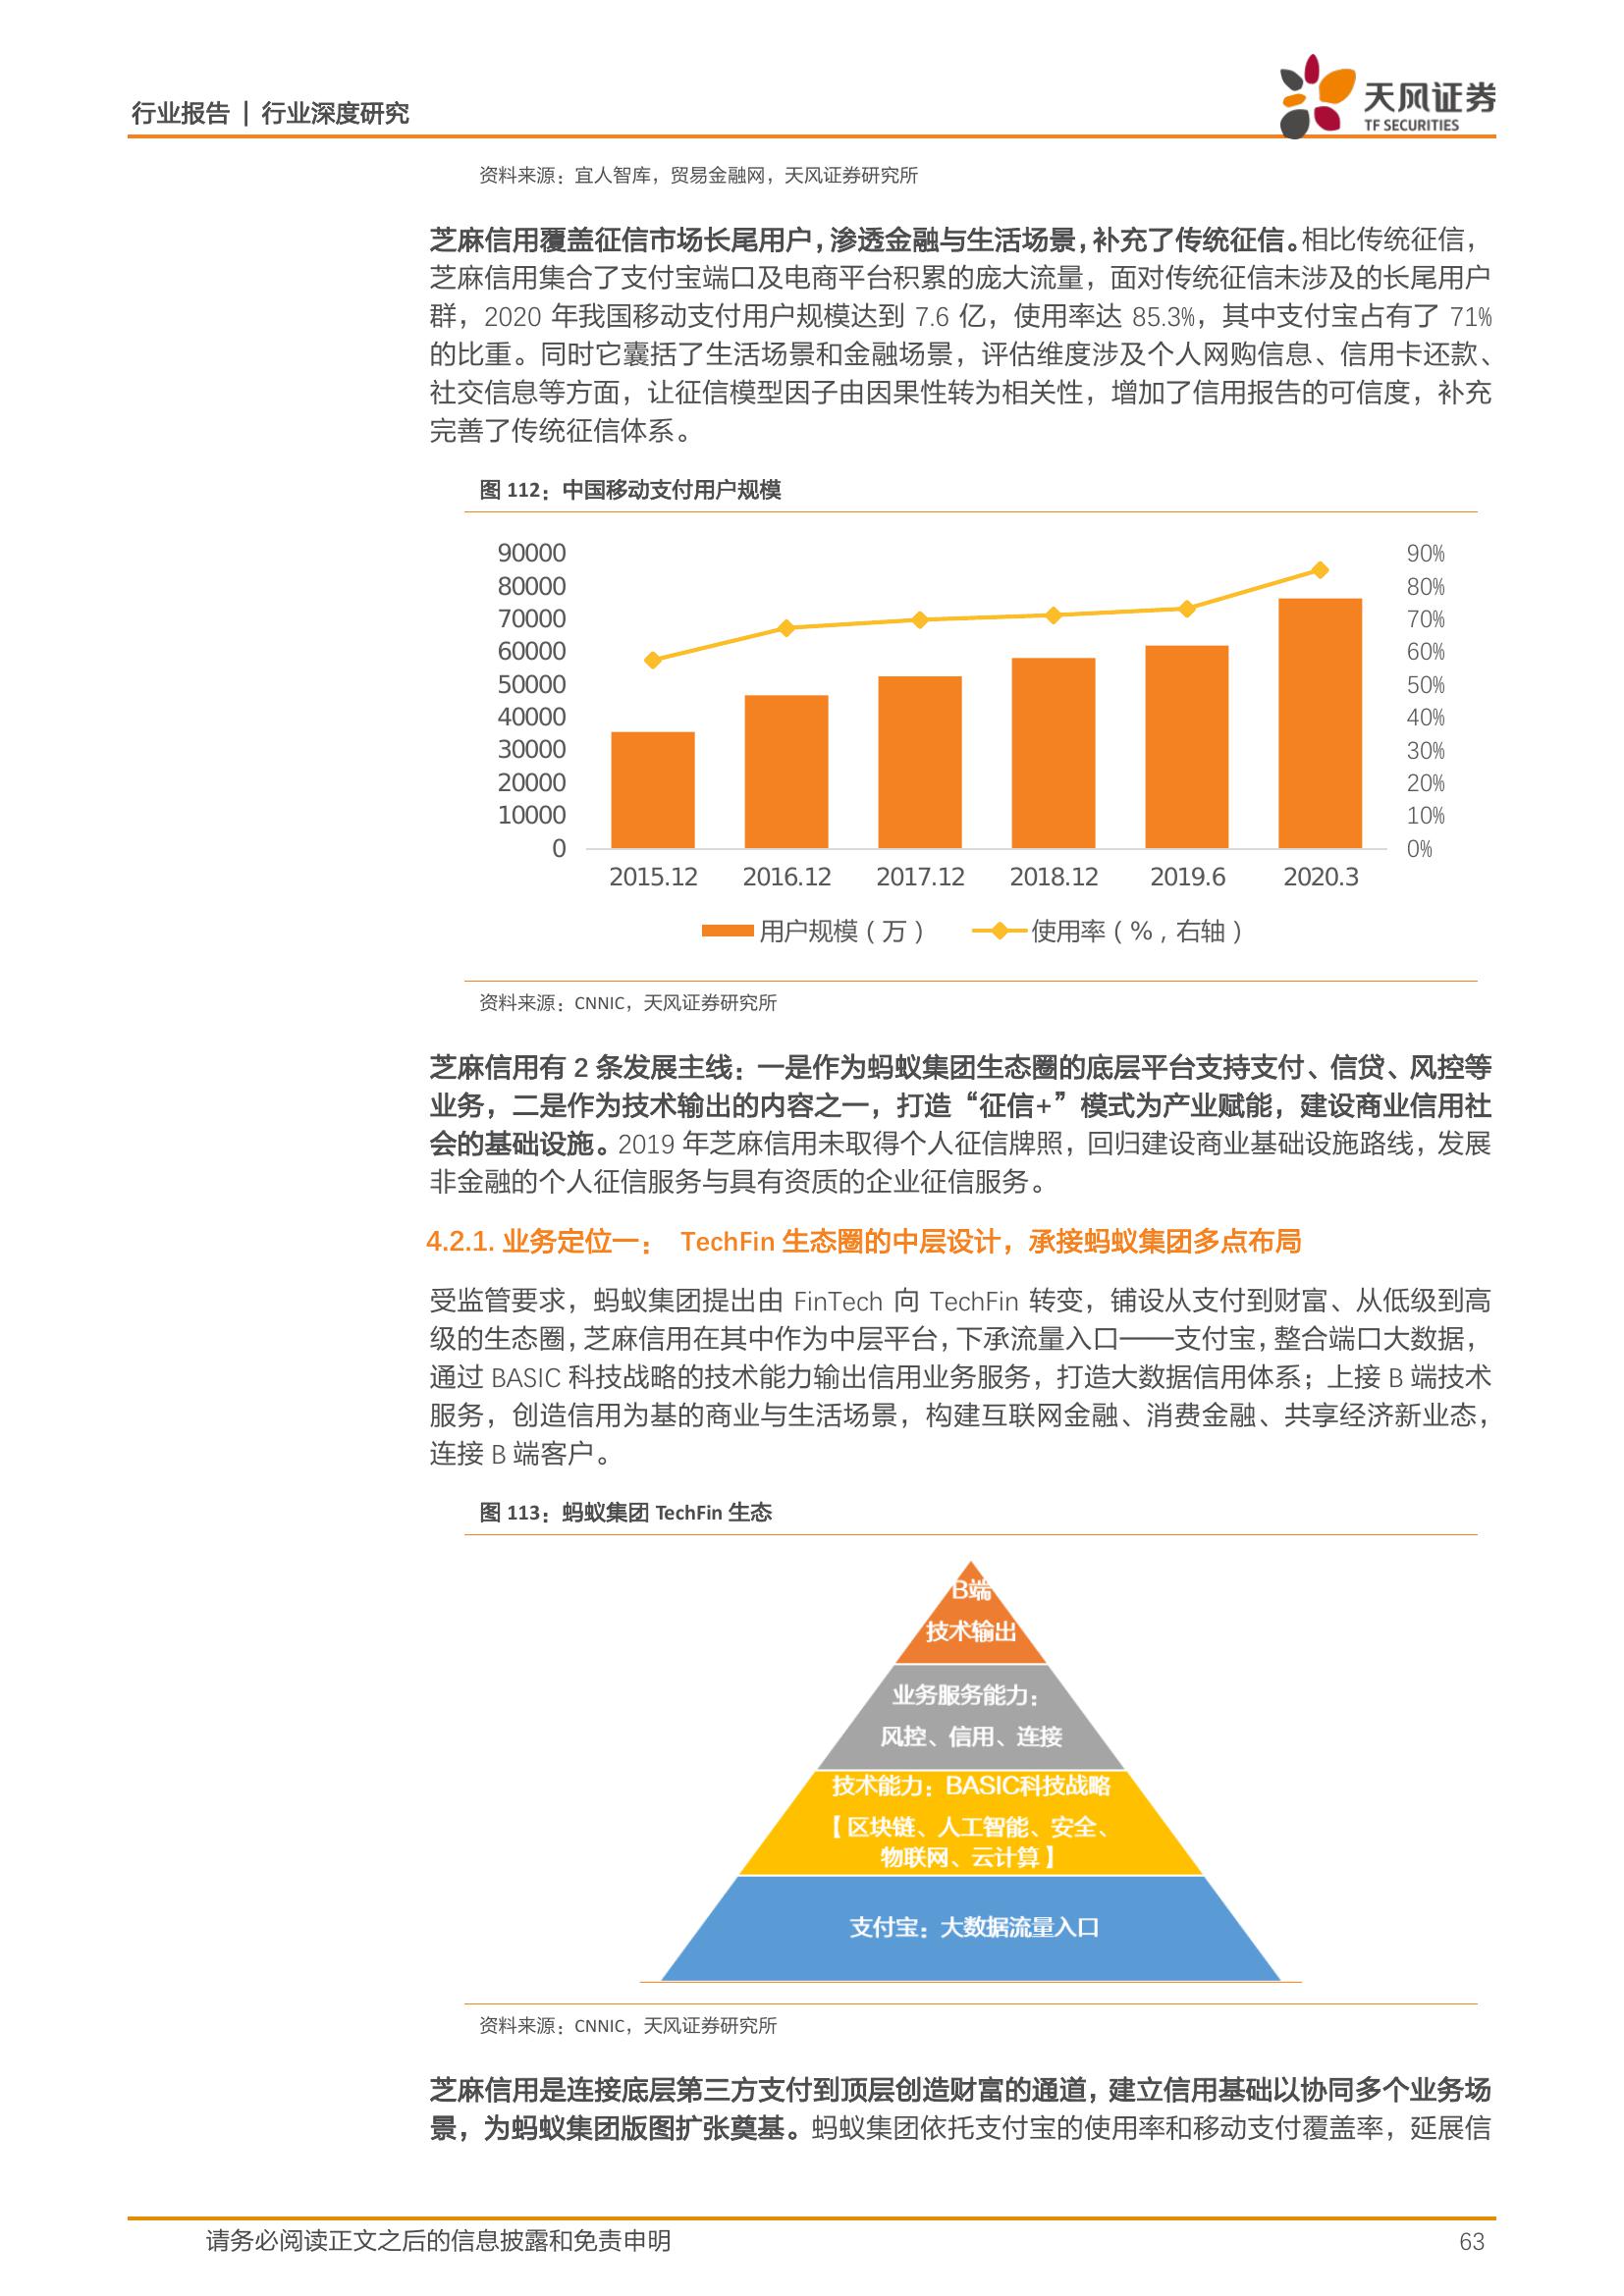 行业报告 | 行业深度研究
天风证券
TF SECURITIES
资料来源：宜人智库，贸易金融网，天风证券研究所
芝麻信用覆盖征信市场长尾用户，渗透金融与生活场景，补充了传统征信。相比传统征信，
芝麻信用集合了支付宝端口及电商平台积累的庞大流量，面对传统征信未涉及的长尾用户
群，2020 年我国移动支付用户规模达到 7.6 亿，使用率达 85.3%，其中支付宝占有了 71%
的比重。同时它囊括了生活场景和金融场景，评估维度涉及个人网购信息、信用卡还款、
社交信息等方面，让征信模型因子由因果性转为相关性，增加了信用报告的可信度，补充
完善了传统征信体系。
图 112：中国移动支付用户规模
90000
80000
70000
60000
50000
40000
30000
20000
10000
0
90%
80%
70%
60%
50%
40%
30%
20%
10%
0%
2015.12 2016.12 2017.12 2018.12 2019.6 2020.3
用户规模（万） 使用率（%，右轴）
资料来源：CNNIC，天风证券研究所
芝麻信用有 2 条发展主线：一是作为蚂蚁集团生态圈的底层平台支持支付、信贷、风控等
业务，二是作为技术输出的内容之一，打造“征信+”模式为产业赋能，建设商业信用社
会的基础设施。2019 年芝麻信用未取得个人征信牌照，回归建设商业基础设施路线，发展
非金融的个人征信服务与具有资质的企业征信服务。
4.2.1. 业务定位一： TechFin 生态圈的中层设计，承接蚂蚁集团多点布局
受监管要求，蚂蚁集团提出由 FinTech 向 TechFin 转变，铺设从支付到财富、从低级到高
级的生态圈，芝麻信用在其中作为中层平台，下承流量入口——支付宝，整合端口大数据，
通过 BASIC 科技战略的技术能力输出信用业务服务，打造大数据信用体系；上接 B 端技术
服务，创造信用为基的商业与生活场景，构建互联网金融、消费金融、共享经济新业态，
连接 B 端客户。
图 113：蚂蚁集团 TechFin 生态
B端
技术输出
业务服务能力：
风控、信用、连接
技术能力：BASIC科技战略
【区块链、人工智能、安全、
物联网、云计算】
支付宝：大数据流量入口
资料来源：CNNIC，天风证券研究所
芝麻信用是连接底层第三方支付到顶层创造财富的通道，建立信用基础以协同多个业务场
景，为蚂蚁集团版图扩张奠基。蚂蚁集团依托支付宝的使用率和移动支付覆盖率，延展信
请务必阅读正文之后的信息披露和免责申明 63